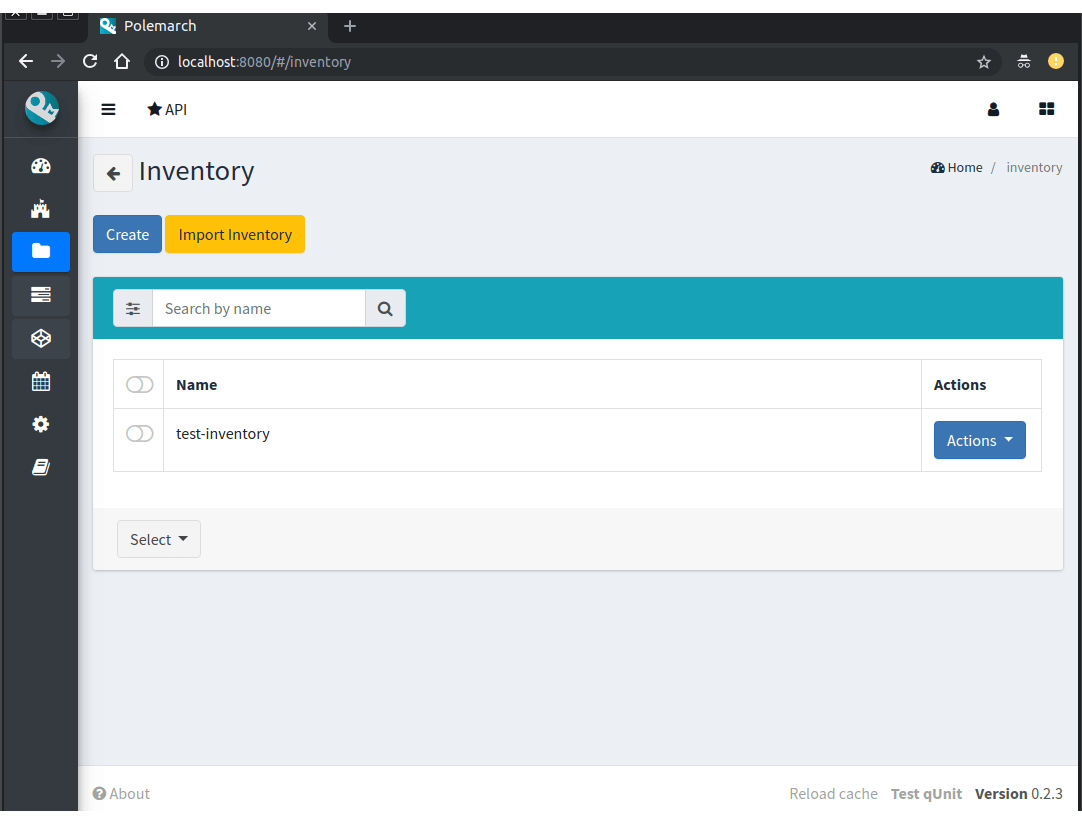 Polemarch
localhost:8080/#/inventory
API
Inventory
Home / inventory
Create Import Inventory
Search by name
Name Actions
test-inventory Actions
Select
About Reload cache Test qUnit Version 0.2.3